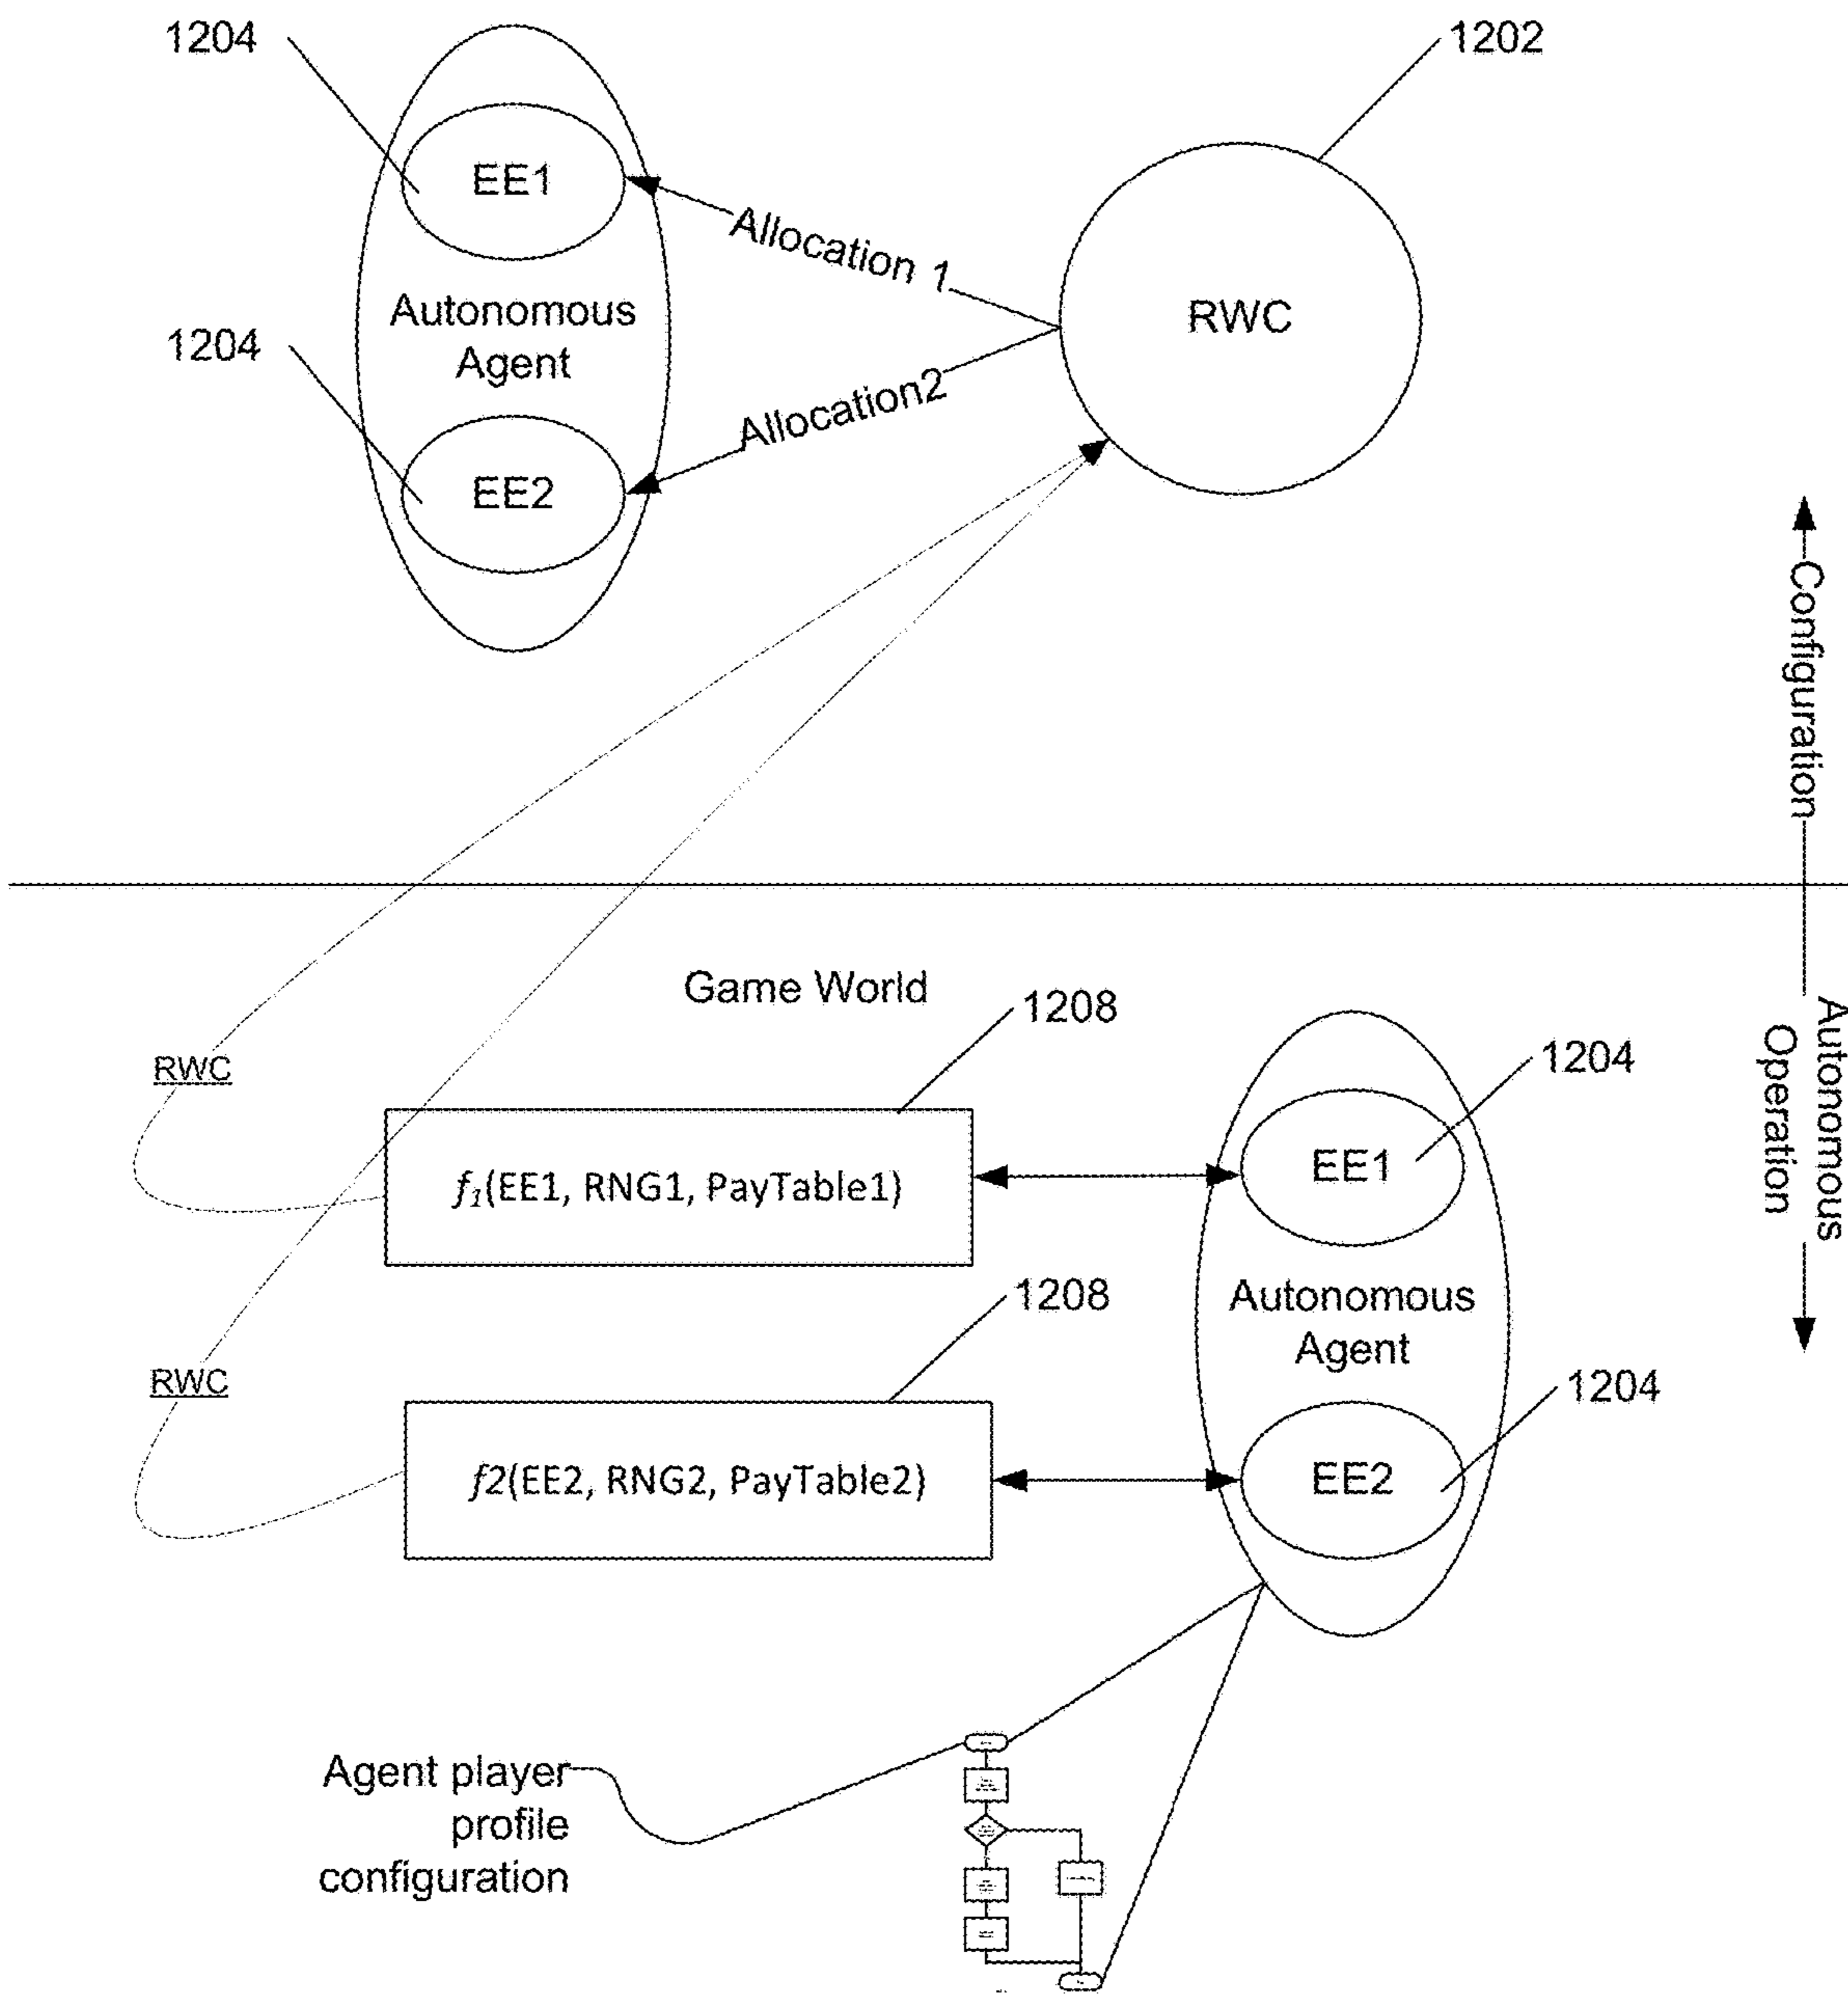 1204
1202
EE1
Allocation 1
Autonomous
Agent
RWC
1204
Allocation2
EE2
Configuration
Game World
1208
Autonomous
Operation
1204
RWC
EE1
f1(EE1, RNG1, PayTable1)
1208
Autonomous
Agent
RWC
1204
f2(EE2, RNG2, PayTable2)
EE2
Agent player
profile
configuration